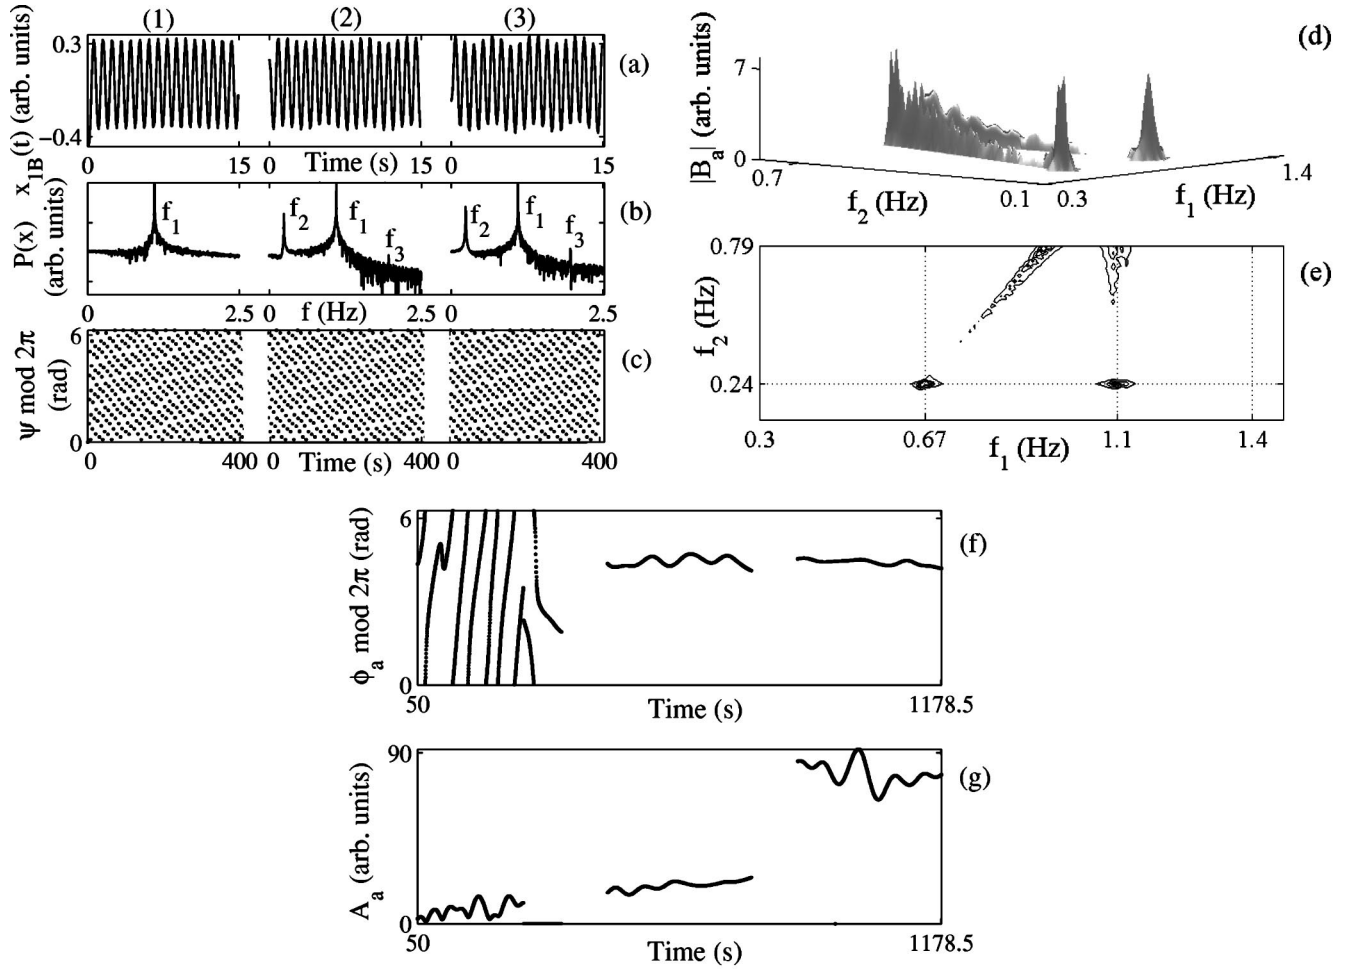 (1) (2) (3)
x1B(t) (arb. units)
0.3
−0.4
0 15 0 15 0 15
Time (s)
(a)
P(x) (arb. units)
f1
f2 f1 f3
f2 f1 f3
0 2.5 0 2.5 0 2.5
f (Hz)
(b)
ψ mod 2π (rad)
6
0
0 400 0 400 0 400
Time (s)
(c)
|Ba| (arb. units)
7
0
0.7
f2 (Hz)
0.1 0.3
f1 (Hz)
1.4
(d)
f2 (Hz)
0.79
0.24
0.3 0.67 1.1 1.4
f1 (Hz)
(e)
ϕa mod 2π (rad)
6
0
50 1178.5
Time (s)
(f)
Aa (arb. units)
90
0
50 1178.5
Time (s)
(g)